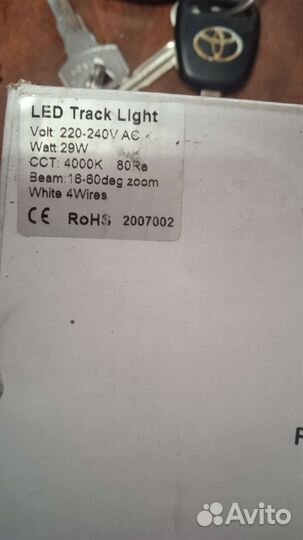 LED Track Light
Volt 220-240V AC
Watt 29W
CCT: 4000K 80Ra
Beam:16-60deg zoom
White 4Wires
CE RoHS 2007002
Avito